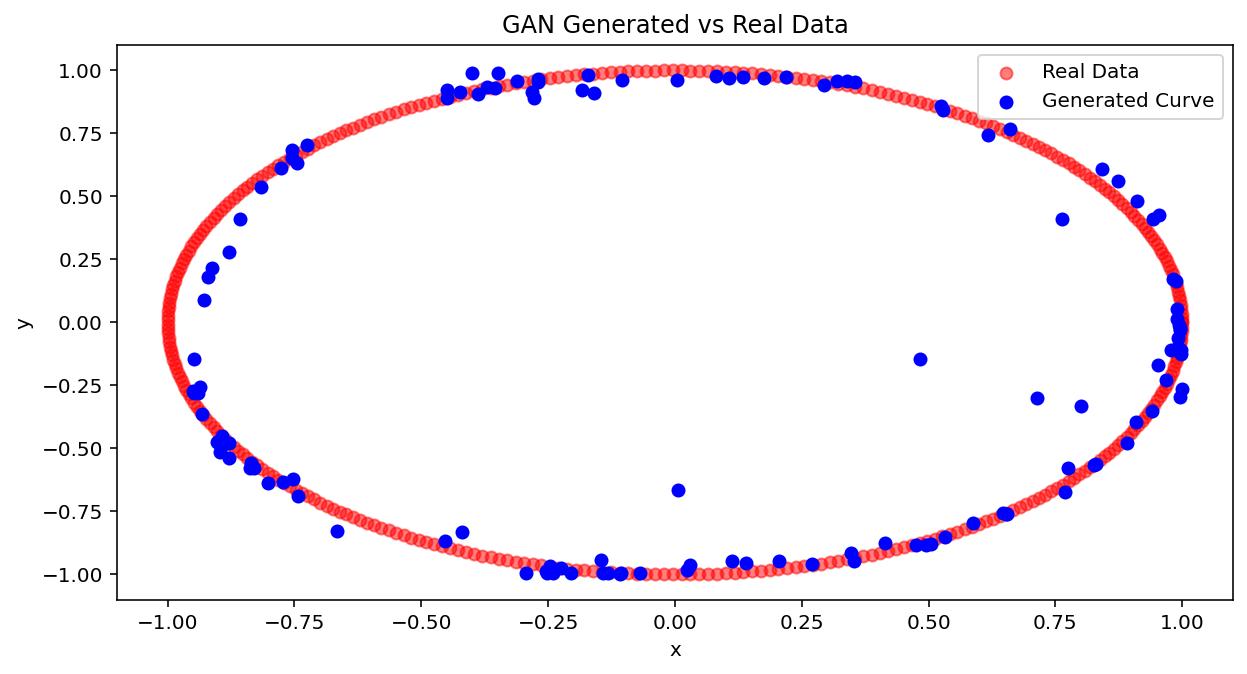 GAN Generated vs Real Data
Real Data
Generated Curve
1.00
0.75
0.50
0.25
0.00
−0.25
−0.50
−0.75
−1.00
y
−1.00 −0.75 −0.50 −0.25 0.00 0.25 0.50 0.75 1.00
x